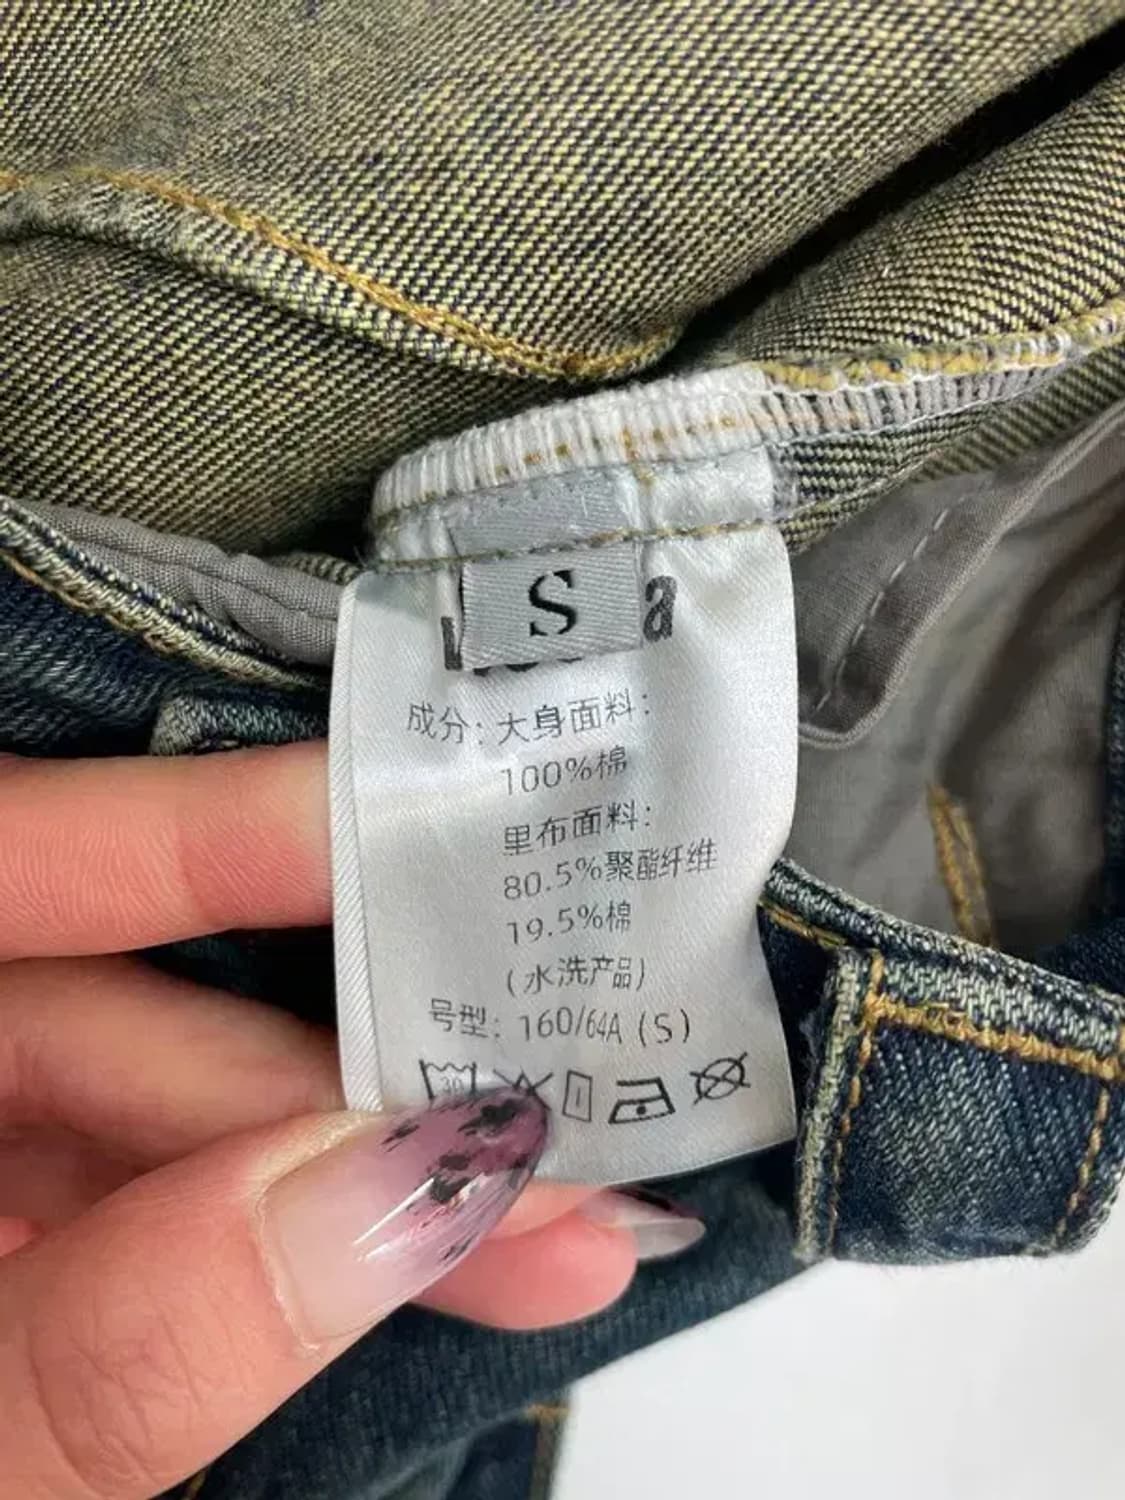 S
成分：大身面料：
100%棉
里布面料：
80.5%聚酯纤维
19.5%棉
(水洗产品)
号型：160/64A (S)
30